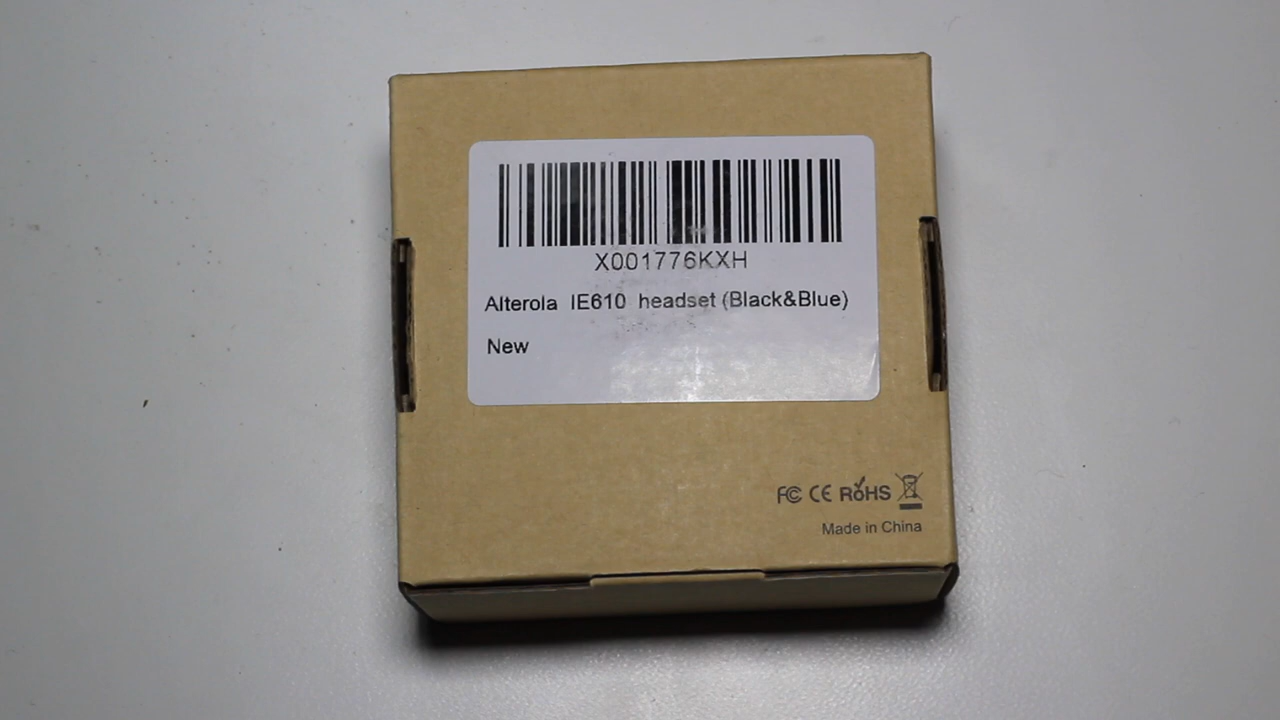 X001776KXH
Alterola IE610 headset (Black&Blue)
New
FC CE RoHS
Made in China